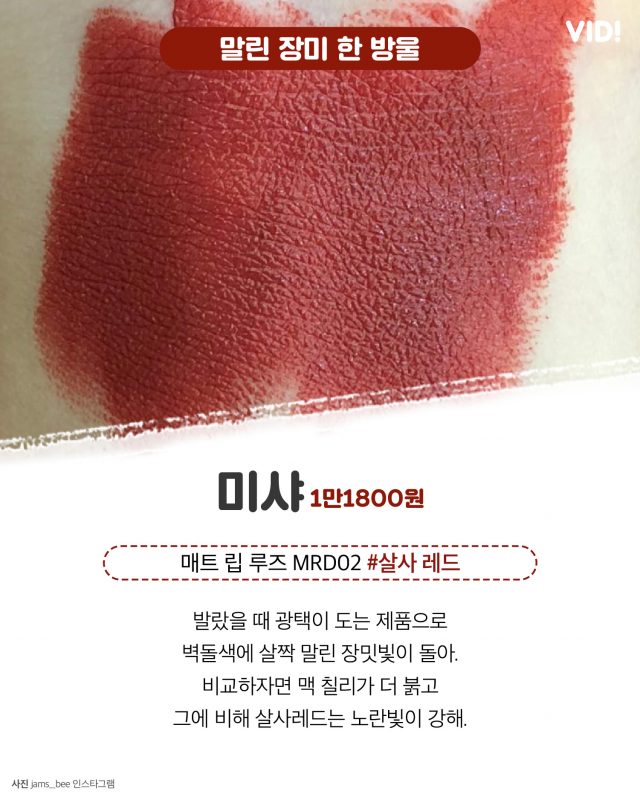 말린 장미 한 방울
VID!
미샤 1만1800원
매트 립 루즈 MRD02 #살사 레드
발랐을 때 광택이 도는 제품으로
벽돌색에 살짝 말린 장밋빛이 돌아.
비교하자면 맥 칠리가 더 붉고
그에 비해 살사레드는 노란빛이 강해.
사진 jams_bee 인스타그램